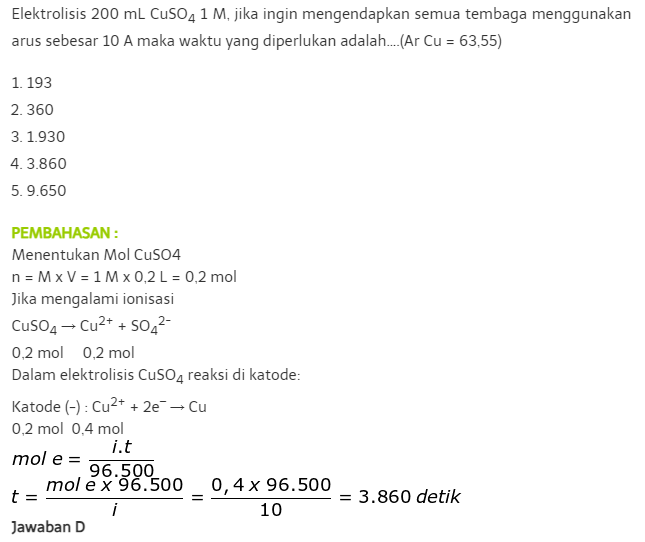 Elektrolisis 200 mL CuSO₄ 1 M, jika ingin mengendapkan semua tembaga menggunakan
arus sebesar 10 A maka waktu yang diperlukan adalah....(Ar Cu = 63,55)
1. 193
2. 360
3. 1.930
4. 3.860
5. 9.650
PEMBAHASAN :
Menentukan Mol CuSO4
n = M x V = 1 M x 0,2 L = 0,2 mol
Jika mengalami ionisasi
CuSO₄ → Cu²⁺ + SO₄²⁻
0,2 mol 0,2 mol
Dalam elektrolisis CuSO₄ reaksi di katode:
Katode (–) : Cu²⁺ + 2e⁻ → Cu
0,2 mol 0,4 mol
mol e = i.t / 96.500
t = mol e x 96.500 / i = 0,4 x 96.500 / 10 = 3.860 detik
Jawaban D